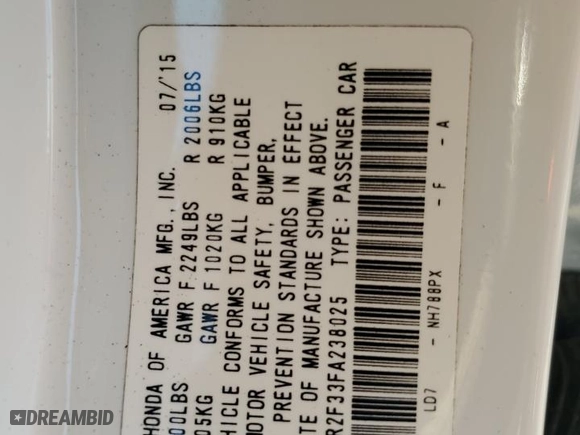 HONDA OF AMERICA MFG., INC. 07/'15
00LBS GAWR F 2249LBS R 2006LBS
05KG GAWR F 1020KG R 910KG
HICLE CONFORMS TO ALL APPLICABLE
OTOR VEHICLE SAFETY, BUMPER,
PREVENTION STANDARDS IN EFFECT
TE OF MANUFACTURE SHOWN ABOVE.
R2F33FA238025 TYPE: PASSENGER CAR
LD7 - NH788PX - F - A
DREAMBID